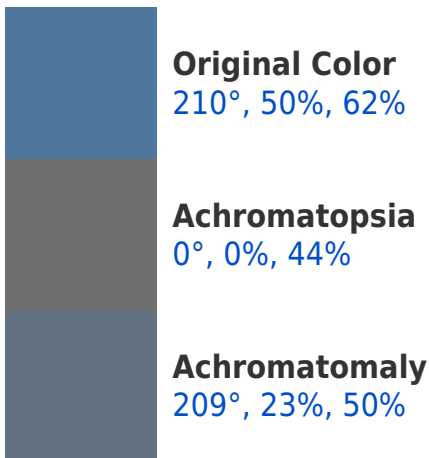 Original Color
210°, 50%, 62%
Achromatopsia
0°, 0%, 44%
Achromatomaly
209°, 23%, 50%